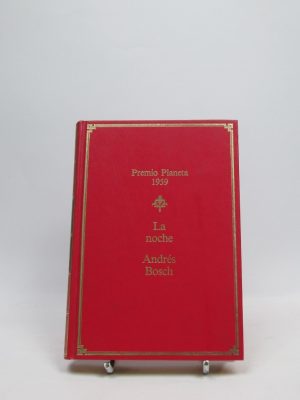 Premio Planeta
1959
La
noche
Andrés
Bosch